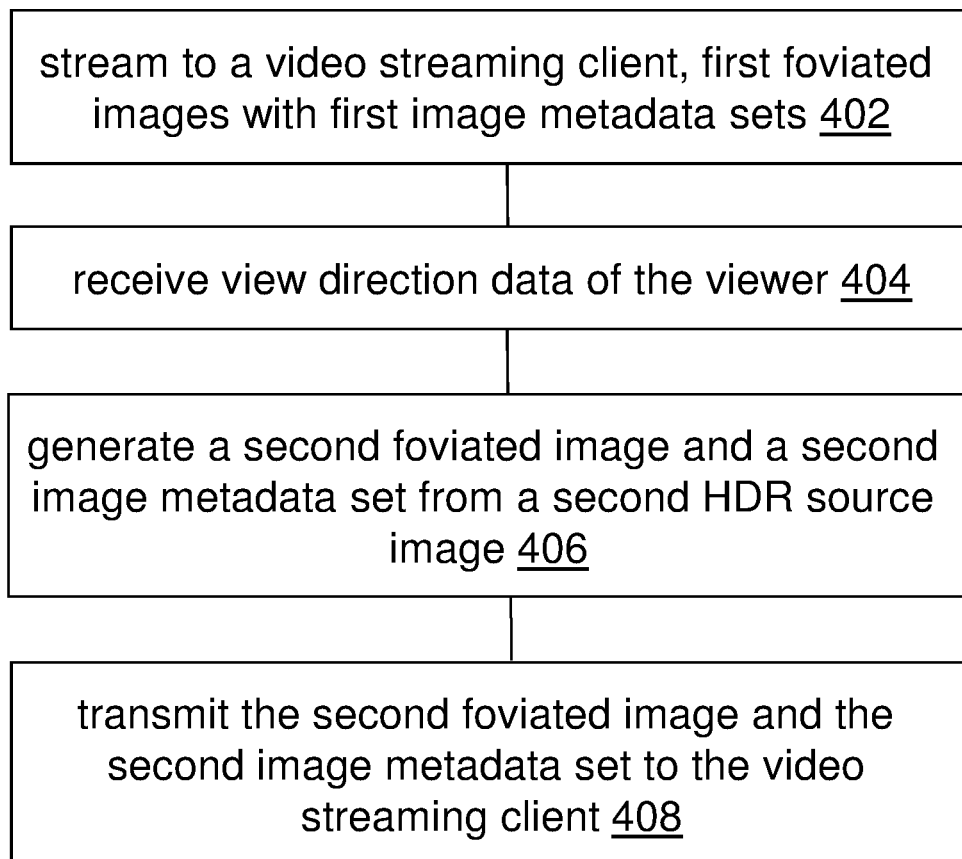 stream to a video streaming client, first foviated
images with first image metadata sets 402
receive view direction data of the viewer 404
generate a second foviated image and a second
image metadata set from a second HDR source
image 406
transmit the second foviated image and the
second image metadata set to the video
streaming client 408